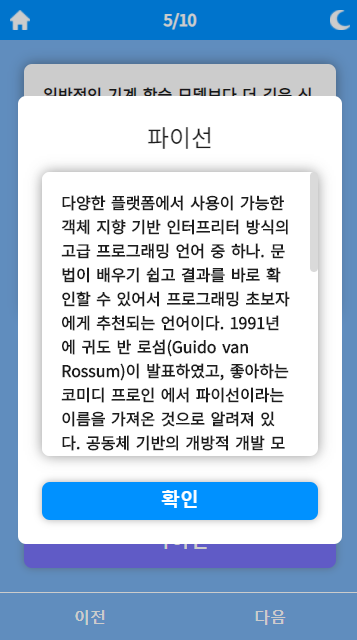 5/10
일반적인 기계 학습 모델보다 더 깊은 신
파이선
다양한 플랫폼에서 사용이 가능한
객체 지향 기반 인터프리터 방식의
고급 프로그래밍 언어 중 하나. 문
법이 배우기 쉽고 결과를 바로 확
인할 수 있어서 프로그래밍 초보자
에게 추천되는 언어이다. 1991년
에 귀도 반 로섬(Guido van
Rossum)이 발표하였고, 좋아하는
코미디 프로인 에서 파이선이라는
이름을 가져온 것으로 알려져 있
다. 공동체 기반의 개방적 개발 모
확인
이전
다음